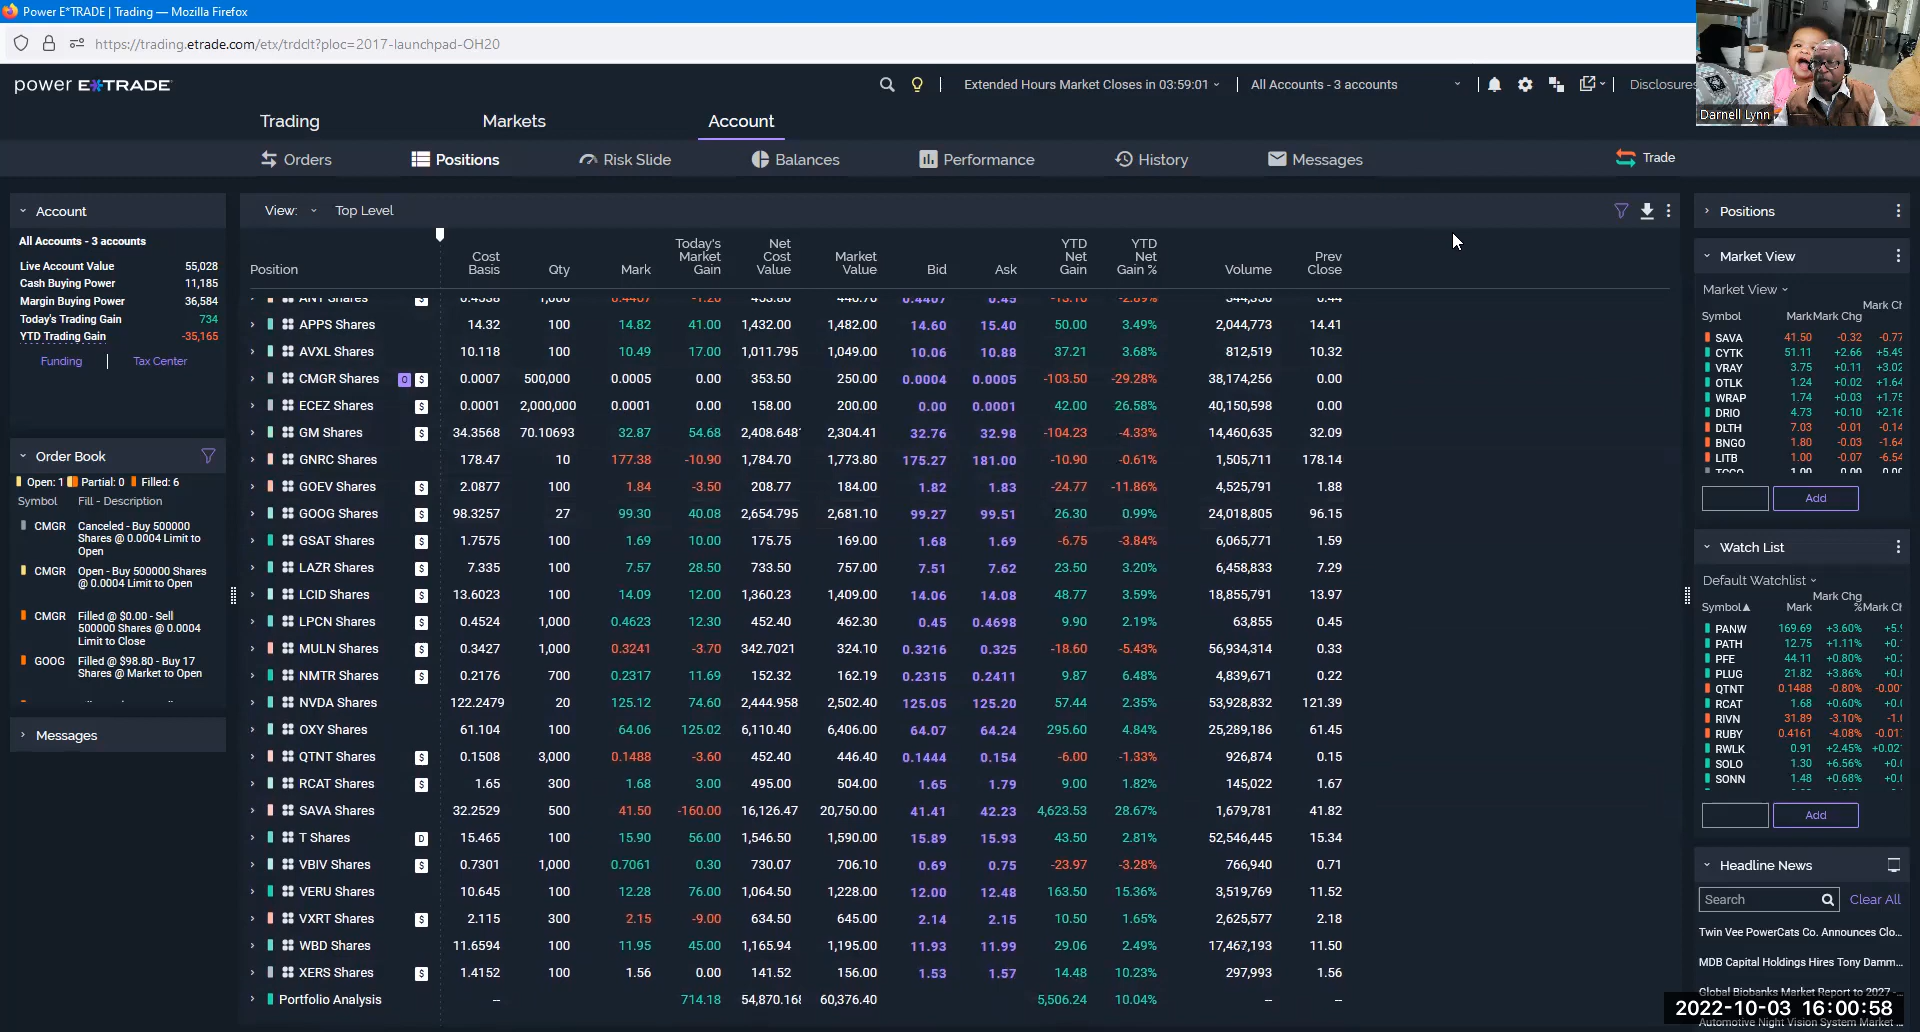 Power E*TRADE | Trading — Mozilla Firefox
https://trading.etrade.com/etx/trdclt?ploc=2017-launchpad-OH20
power E*TRADE
Extended Hours Market Closes in 03:59:01
All Accounts - 3 accounts
Disclosures
Darnell Lynn
Trading Markets Account
Orders Positions Risk Slide Balances Performance History Messages Trade
Account
All Accounts - 3 accounts
Live Account Value 55,028
Cash Buying Power 11,185
Margin Buying Power 36,584
Today's Trading Gain 734
YTD Trading Gain -35,165
Funding Tax Center
Order Book
Open: 1 Partial: 0 Filled: 6
Symbol Fill - Description
CMGR Canceled - Buy 500000
Shares @ 0.0004 Limit to
Open
CMGR Open - Buy 500000 Shares
@ 0.0004 Limit to Open
CMGR Filled @ $0.00 - Sell
500000 Shares @ 0.0004
Limit to Close
GOOG Filled @ $98.80 - Buy 17
Shares @ Market to Open
Messages
View: Top Level
Position Cost Basis Qty Mark Today's Market Gain Net Cost Value Market Value Bid Ask YTD Net Gain YTD Net Gain % Volume Prev Close
APPS Shares 14.32 100 14.82 41.00 1,432.00 1,482.00 14.60 15.40 50.00 3.49% 2,044,773 14.41
AVXL Shares 10.118 100 10.49 17.00 1,011.795 1,049.00 10.06 10.88 37.21 3.68% 812,519 10.32
CMGR Shares O $ 0.0007 500,000 0.0005 0.00 353.50 250.00 0.0004 0.0005 -103.50 -29.28% 38,174,256 0.00
ECEZ Shares $ 0.0001 2,000,000 0.0001 0.00 158.00 200.00 0.00 0.0001 42.00 26.58% 40,150,598 0.00
GM Shares $ 34.3568 70.10693 32.87 54.68 2,408.648 2,304.41 32.76 32.98 -104.23 -4.33% 14,460,635 32.09
GNRC Shares 178.47 10 177.38 -10.90 1,784.70 1,773.80 175.27 181.00 -10.90 -0.61% 1,505,711 178.14
GOEV Shares $ 2.0877 100 1.84 -3.50 208.77 184.00 1.82 1.83 -24.77 -11.86% 4,525,791 1.88
GOOG Shares 98.3257 27 99.30 40.08 2,654.795 2,681.10 99.27 99.51 26.30 0.99% 24,018,805 96.15
GSAT Shares $ 1.7575 100 1.69 10.00 175.75 169.00 1.68 1.69 -6.75 -3.84% 6,065,771 1.59
LAZR Shares $ 7.335 100 7.57 28.50 733.50 757.00 7.51 7.62 23.50 3.20% 6,458,833 7.29
LCID Shares $ 13.6023 100 14.09 12.00 1,360.23 1,409.00 14.06 14.08 48.77 3.59% 18,855,791 13.97
LPCN Shares $ 0.4524 1,000 0.4623 12.30 452.40 462.30 0.45 0.4698 9.90 2.19% 63,855 0.45
MULN Shares $ 0.3427 1,000 0.3241 -3.70 342.7021 324.10 0.3216 0.325 -18.60 -5.43% 56,934,314 0.33
NMTR Shares $ 0.2176 700 0.2317 11.69 152.32 162.19 0.2315 0.2411 9.87 6.48% 4,839,671 0.22
NVDA Shares 122.2479 20 125.12 74.60 2,444.958 2,502.40 125.05 125.20 57.44 2.35% 53,928,832 121.39
OXY Shares 61.104 100 64.06 125.02 6,110.40 6,406.00 64.07 64.24 295.60 4.84% 25,289,186 61.45
QTNT Shares $ 0.1508 3,000 0.1488 -3.60 452.40 446.40 0.1444 0.154 -6.00 -1.33% 926,874 0.15
RCAT Shares $ 1.65 300 1.68 3.00 495.00 504.00 1.65 1.79 9.00 1.82% 145,022 1.67
SAVA Shares 32.2529 500 41.50 -160.00 16,126.47 20,750.00 41.41 42.23 4,623.53 28.67% 1,679,781 41.82
T Shares D 15.465 100 15.90 56.00 1,546.50 1,590.00 15.89 15.93 43.50 2.81% 52,546,445 15.34
VBIV Shares $ 0.7301 1,000 0.7061 0.30 730.07 706.10 0.69 0.75 -23.97 -3.28% 766,940 0.71
VERU Shares 10.645 100 12.28 76.00 1,064.50 1,228.00 12.00 12.48 163.50 15.36% 3,519,769 11.52
VXRT Shares $ 2.115 300 2.15 -9.00 634.50 645.00 2.14 2.15 10.50 1.65% 2,625,577 2.18
WBD Shares 11.6594 100 11.95 45.00 1,165.94 1,195.00 11.93 11.99 29.06 2.49% 17,467,193 11.50
XERS Shares $ 1.4152 100 1.56 0.00 141.52 156.00 1.53 1.57 14.48 10.23% 297,993 1.56
Portfolio Analysis -- 714.18 54,870.168 60,376.40 5,506.24 10.04% -- --
Positions
Market View
Market View
Symbol Mark Mark Chg Mark Ch
SAVA 41.50 -0.32 -0.77
CYTK 51.11 +2.66 +5.49
VRAY 3.75 +0.11 +3.02
OTLK 1.24 +0.02 +1.64
WRAP 1.74 +0.03 +1.75
DRIO 4.73 +0.10 +2.16
DLTH 7.03 -0.01 -0.14
BNGO 1.80 -0.03 -1.64
LITB 1.00 -0.07 -6.54
Add
Watch List
Default Watchlist
Symbol▲ Mark Mark Chg % Mark Ch
PANW 169.69 +3.60% +5.
PATH 12.75 +1.11% +0.
PFE 44.11 +0.80% +0.
PLUG 21.82 +3.86% +0.
QTNT 0.1488 -0.80% -0.00
RCAT 1.68 +0.60% +0.
RIVN 31.89 -3.10% -1.
RUBY 0.4161 -4.08% -0.01
RWLK 0.91 +2.45% +0.02
SOLO 1.30 +6.56% +0.
SONN 1.48 +0.68% +0.
Add
Headline News
Search Clear All
Twin Vee PowerCats Co. Announces Clo...
MDB Capital Holdings Hires Tony Damm...
Global Biobanks Market Report to 2027 -...
2022-10-03 16:00:58
Automotive Night Vision System Market ...